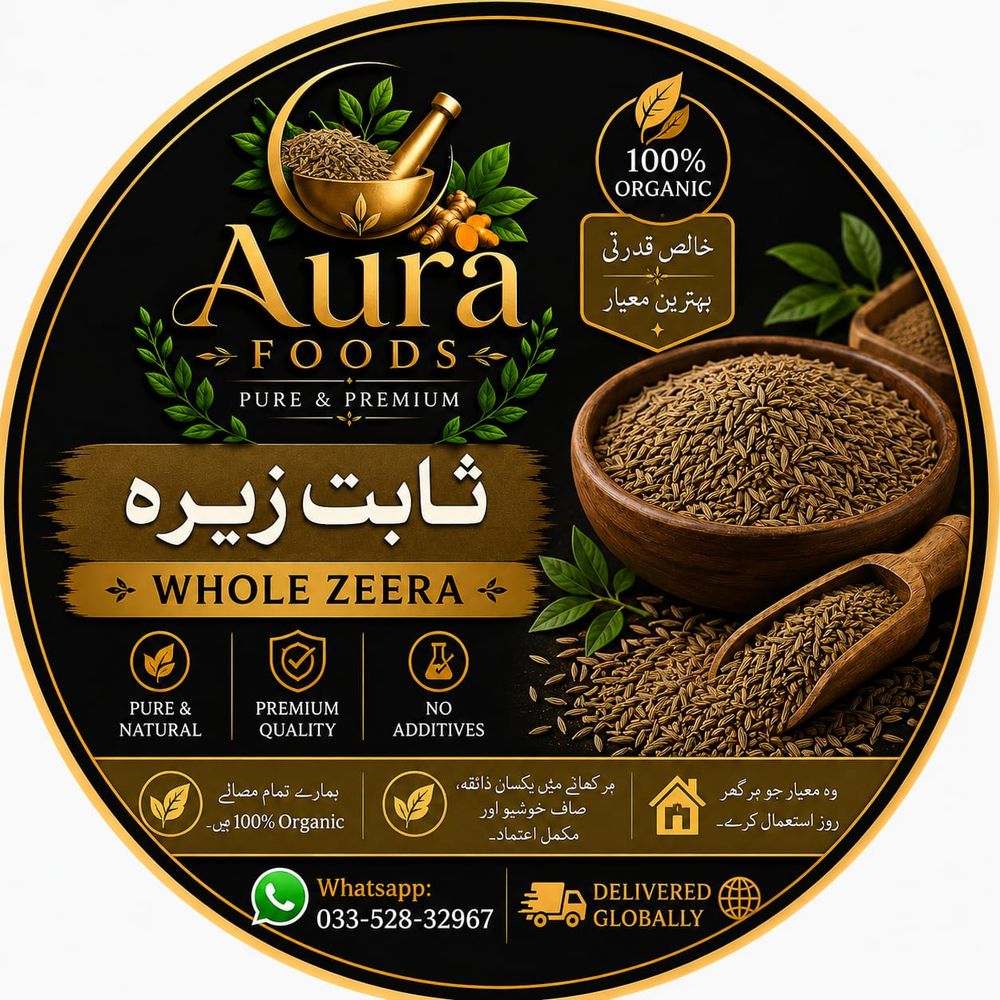 Aura
FOODS
PURE & PREMIUM
100%
ORGANIC
خالص قدرتی
بہترین معیار
ثابت زیرہ
WHOLE ZEERA
PURE &
NATURAL
PREMIUM
QUALITY
NO
ADDITIVES
ہمارے تمام مصالے
100% Organic ہیں۔
ہر کھانے میں یکساں ذائقہ،
صاف خوشبو اور
مکمل اعتماد۔
وہ معیار جو ہر گھر
روز استعمال کرے۔
Whatsapp:
033-528-32967
DELIVERED
GLOBALLY